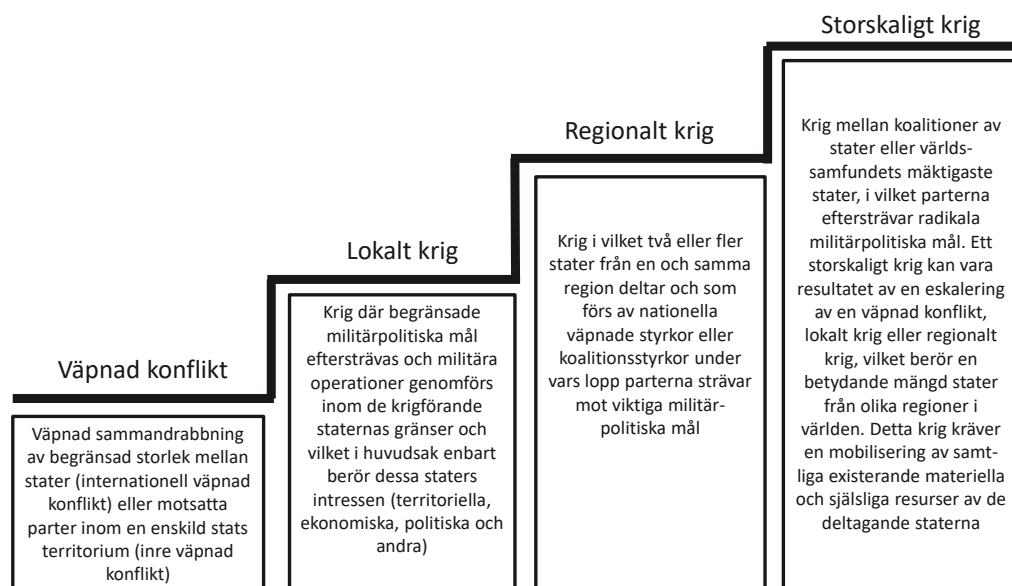 Väpnad konflikt
Väpnad sammandrabbning
av begränsad storlek mellan
stater (internationell väpnad
konflikt) eller motsatta
parter inom en enskild stats
territorium (inre väpnad
konflikt)
Lokalt krig
Krig där begränsade
militärpolitiska mål
eftersträvas och militära
operationer genomförs
inom de krigförande
staternas gränser och
vilket i huvudsak enbart
berör dessa staters
intressen (territoriella,
ekonomiska, politiska och
andra)
Regionalt krig
Krig i vilket två eller fler
stater från en och samma
region deltar och som
förs av nationella
väpnade styrkor eller
koalitionsstyrkor under
vars lopp parterna strävar
mot viktiga militär-
politiska mål
Storskaligt krig
Krig mellan koalitioner av
stater eller världs-
samfundets mäktigaste
stater, i vilket parterna
eftersträvar radikala
militärpolitiska mål. Ett
storskaligt krig kan vara
resultatet av en eskalering
av en väpnad konflikt,
lokalt krig eller regionalt
krig, vilket berör en
betydande mängd stater
från olika regioner i
världen. Detta krig kräver
en mobilisering av samt-
liga existerande materiella
och själsliga resurser av de
deltagande staterna